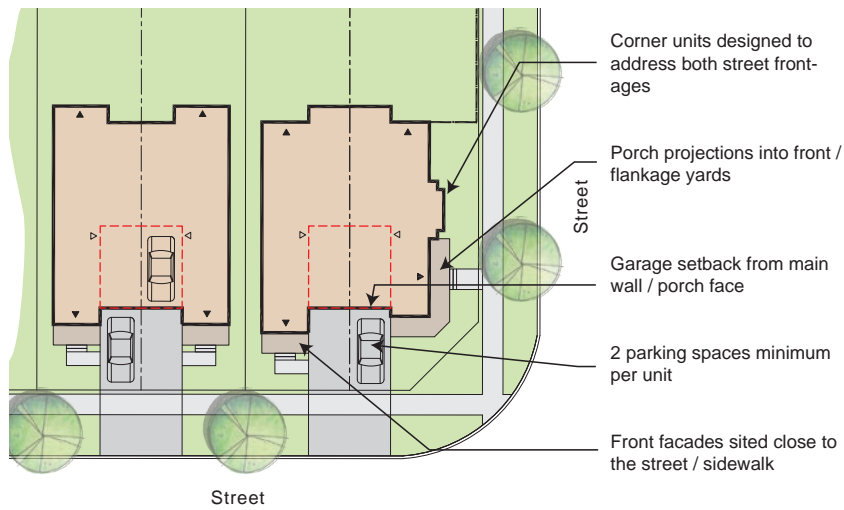 Corner units designed to
address both street front-
ages
Porch projections into front /
flankage yards
Street
Garage setback from main
wall / porch face
2 parking spaces minimum
per unit
Front facades sited close to
the street / sidewalk
Street